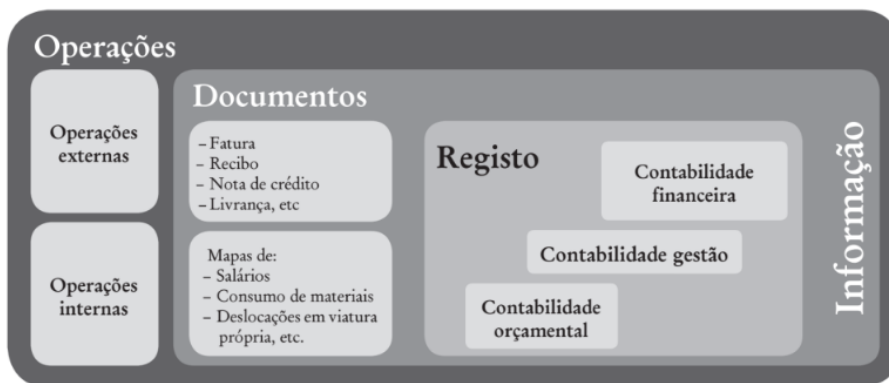 Operações
Operações
externas
Operações
internas
Documentos
– Fatura
– Recibo
– Nota de crédito
– Livrança, etc
Mapas de:
– Salários
– Consumo de materiais
– Deslocações em viatura
própria, etc.
Registo
Contabilidade
financeira
Contabilidade gestão
Contabilidade
orçamental
Informação